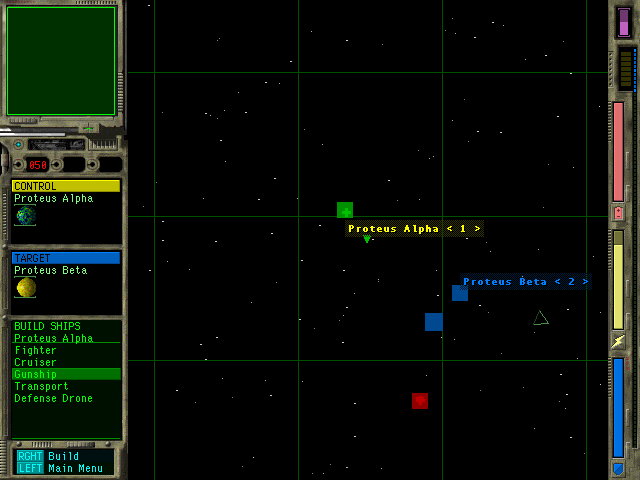 050
CONTROL
Proteus Alpha
TARGET
Proteus Beta
BUILD SHIPS
Proteus Alpha
Fighter
Cruiser
Gunship
Transport
Defense Drone
RGHT Build
LEFT Main Menu
Proteus Alpha < 1 >
Proteus Beta < 2 >